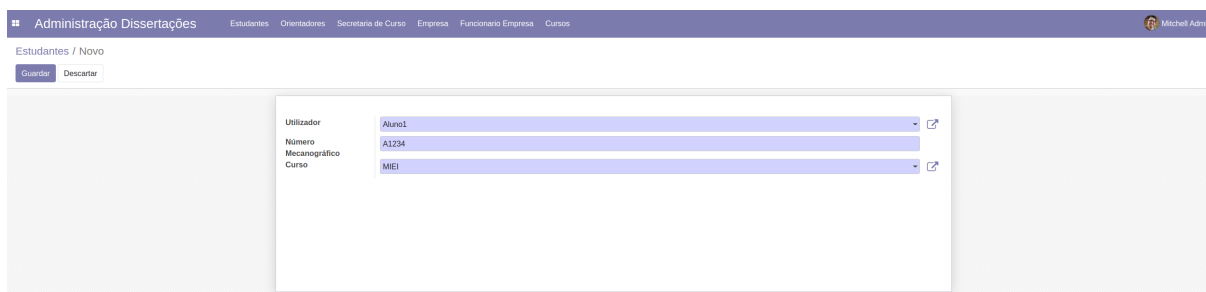 Administração Dissertações Estudantes Orientadores Secretaria de Curso Empresa Funcionario Empresa Cursos Mitchell Adm
Estudantes / Novo
Guardar Descartar
Utilizador Aluno1
Número
Mecanográfico A1234
Curso MIEI